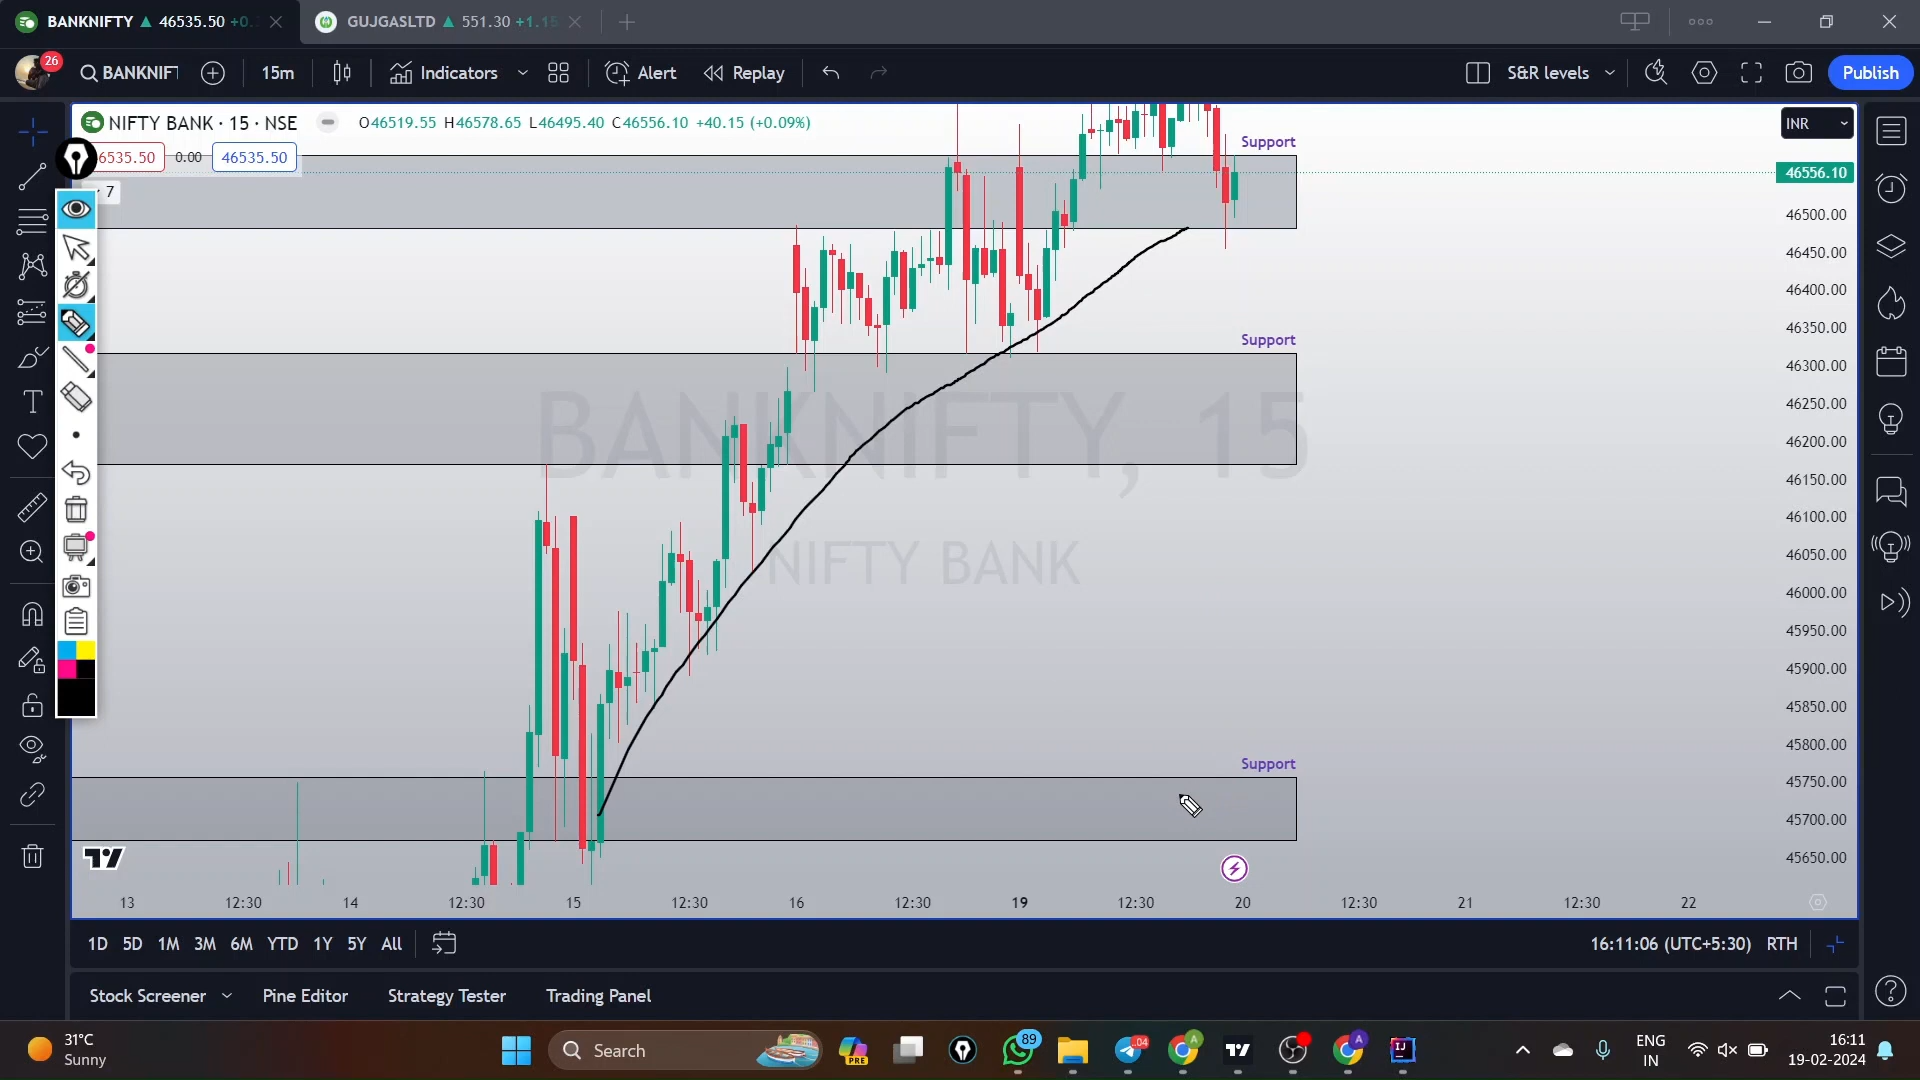 BANKNIFTY ▲ 46535.50 +0.
GUJGASLTD ▲ 551.30 +1.15
26
BANKNIFT
15m
Indicators
Alert
Replay
S&R levels
Publish
NIFTY BANK · 15 · NSE
O46519.55 H46578.65 L46495.40 C46556.10 +40.15 (+0.09%)
INR
6535.50
0.00
46535.50
7
Support
46556.10
46500.00
46450.00
46400.00
46350.00
Support
46300.00
46250.00
BANKNIFTY, 15
46200.00
46150.00
46100.00
NIFTY BANK
46050.00
46000.00
45950.00
45900.00
45850.00
45800.00
Support
45750.00
45700.00
45650.00
13
12:30
14
12:30
15
12:30
16
12:30
19
12:30
20
12:30
21
12:30
22
1D 5D 1M 3M 6M YTD 1Y 5Y All
16:11:06 (UTC+5:30) RTH
Stock Screener
Pine Editor
Strategy Tester
Trading Panel
31°C
Sunny
Search
PRE
89
.04
A
A
IJ
ENG
IN
16:11
19-02-2024